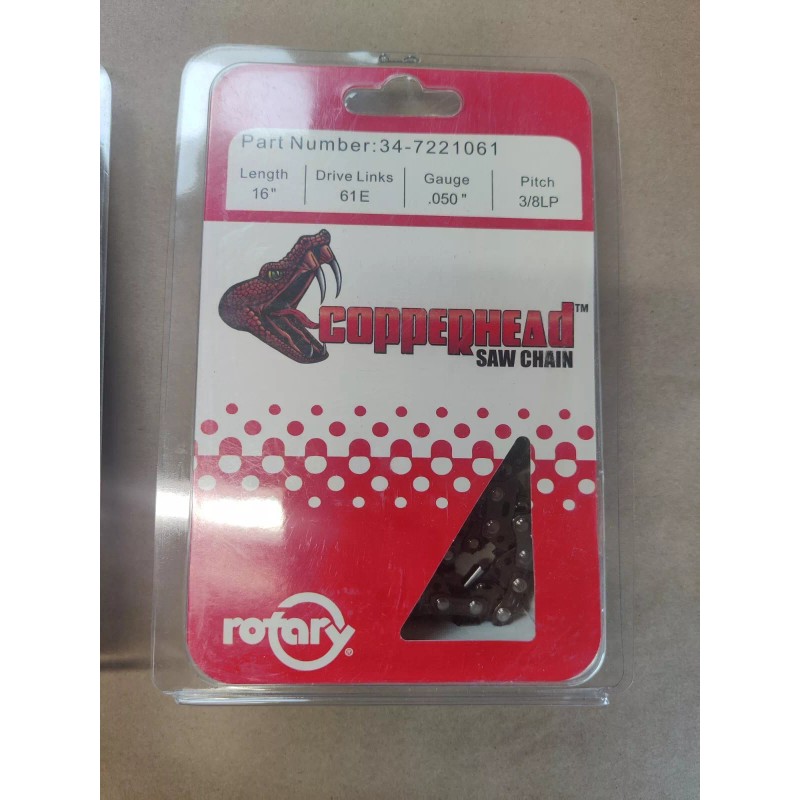 Part Number:34-7221061
Length Drive Links Gauge Pitch
16" 61E .050" 3/8LP
COPPERHEAD™
SAW CHAIN
rotary®